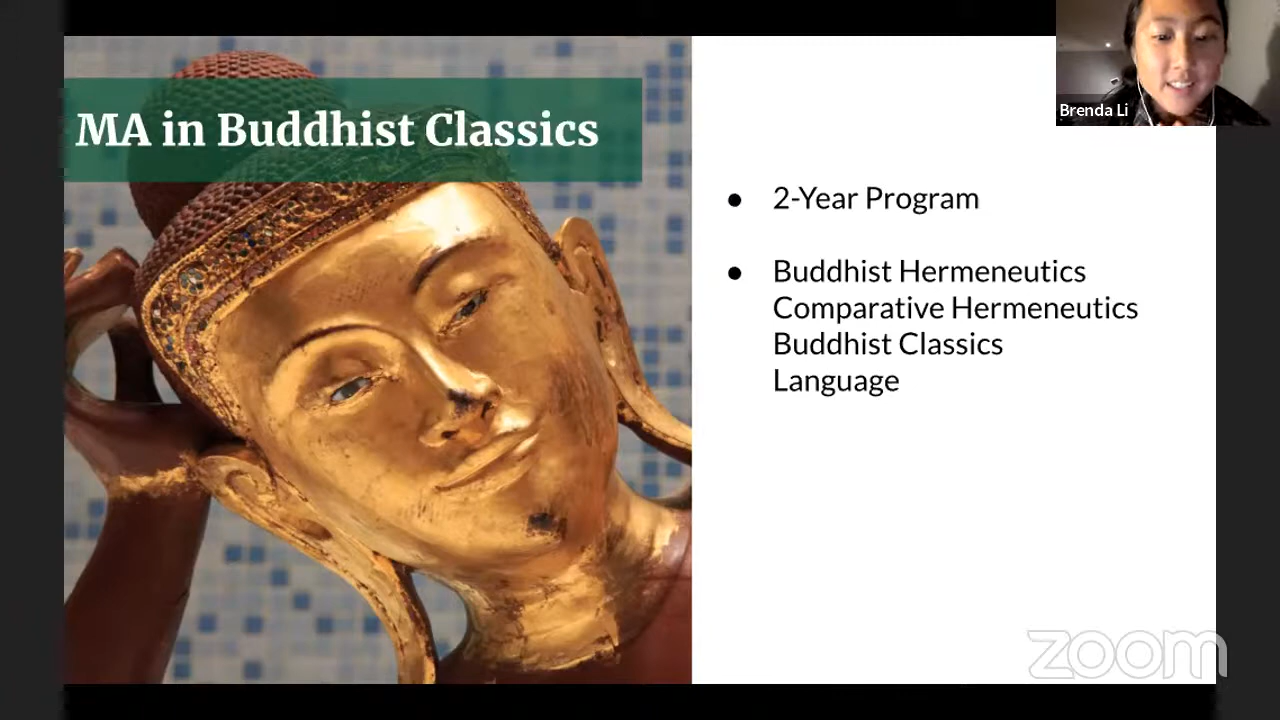 MA in Buddhist Classics
Brenda Li
● 2-Year Program
● Buddhist Hermeneutics
Comparative Hermeneutics
Buddhist Classics
Language
zoom